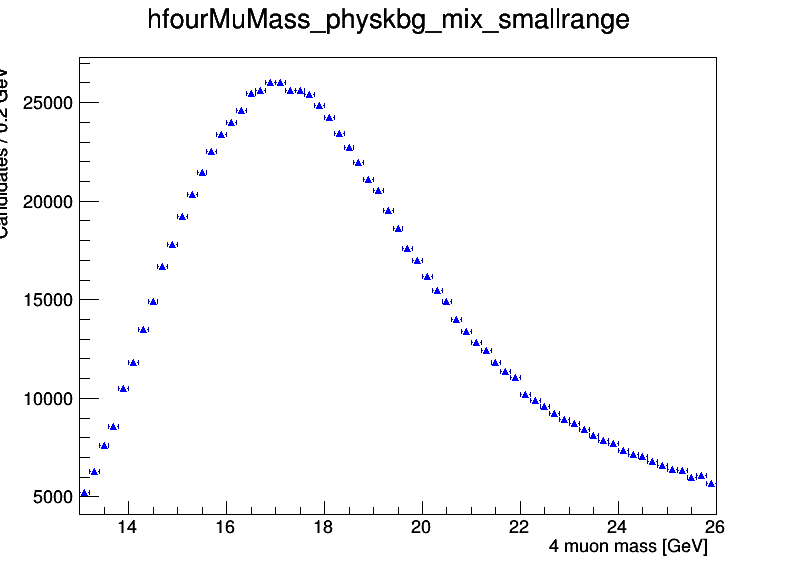 hfourMuMass_physkbg_mix_smallrange
Candidates / 0.2 GeV
25000
20000
15000
10000
5000
14 16 18 20 22 24 26
4 muon mass [GeV]